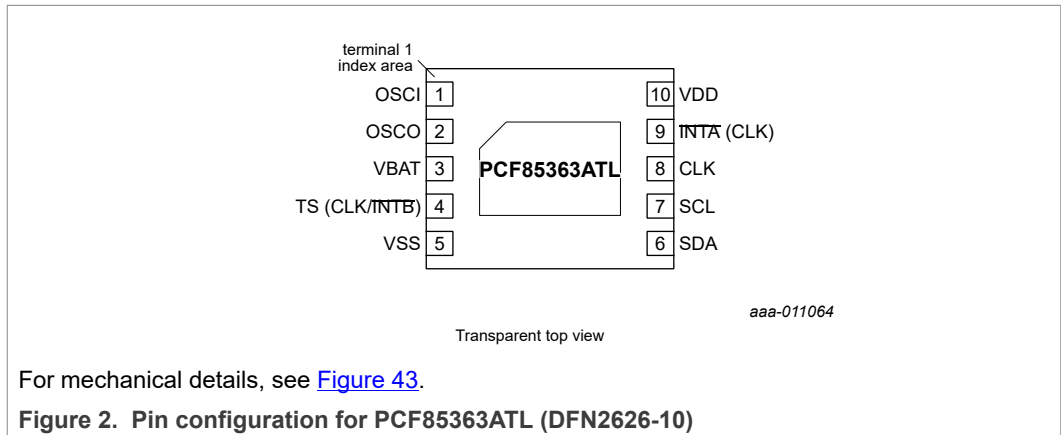 terminal 1
index area
OSCI 1
10 VDD
OSCO 2
9 INTA (CLK)
VBAT 3
PCF85363ATL
8 CLK
TS (CLK/INTB) 4
7 SCL
VSS 5
6 SDA
aaa-011064
Transparent top view
For mechanical details, see Figure 43.
Figure 2. Pin configuration for PCF85363ATL (DFN2626-10)